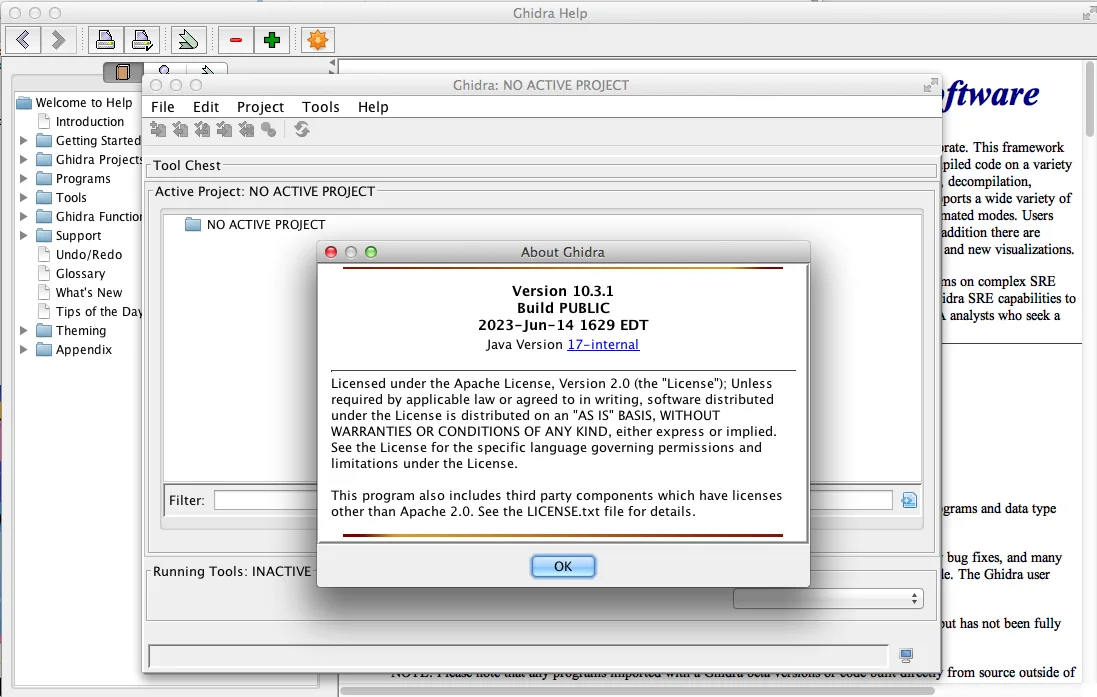 Ghidra Help
Welcome to Help
Introduction
Getting Started
Ghidra Projects
Programs
Tools
Ghidra Function
Support
Undo/Redo
Glossary
What's New
Tips of the Day
Theming
Appendix
oftware
rate. This framework
piled code on a variety
, decompilation,
ports a wide variety of
mated modes. Users
addition there are
and new visualizations.
ms on complex SRE
idra SRE capabilities to
A analysts who seek a
grams and data type
bug fixes, and many
le. The Ghidra user
but has not been fully
NOTE: Please note that any programs imported with a Ghidra beta versions or code built directly from source outside of
Ghidra: NO ACTIVE PROJECT
File Edit Project Tools Help
Tool Chest
Active Project: NO ACTIVE PROJECT
NO ACTIVE PROJECT
Filter:
Running Tools: INACTIVE
About Ghidra
Version 10.3.1
Build PUBLIC
2023-Jun-14 1629 EDT
Java Version 17-internal
Licensed under the Apache License, Version 2.0 (the "License"); Unless
required by applicable law or agreed to in writing, software distributed
under the License is distributed on an "AS IS" BASIS, WITHOUT
WARRANTIES OR CONDITIONS OF ANY KIND, either express or implied.
See the License for the specific language governing permissions and
limitations under the License.
This program also includes third party components which have licenses
other than Apache 2.0. See the LICENSE.txt file for details.
OK